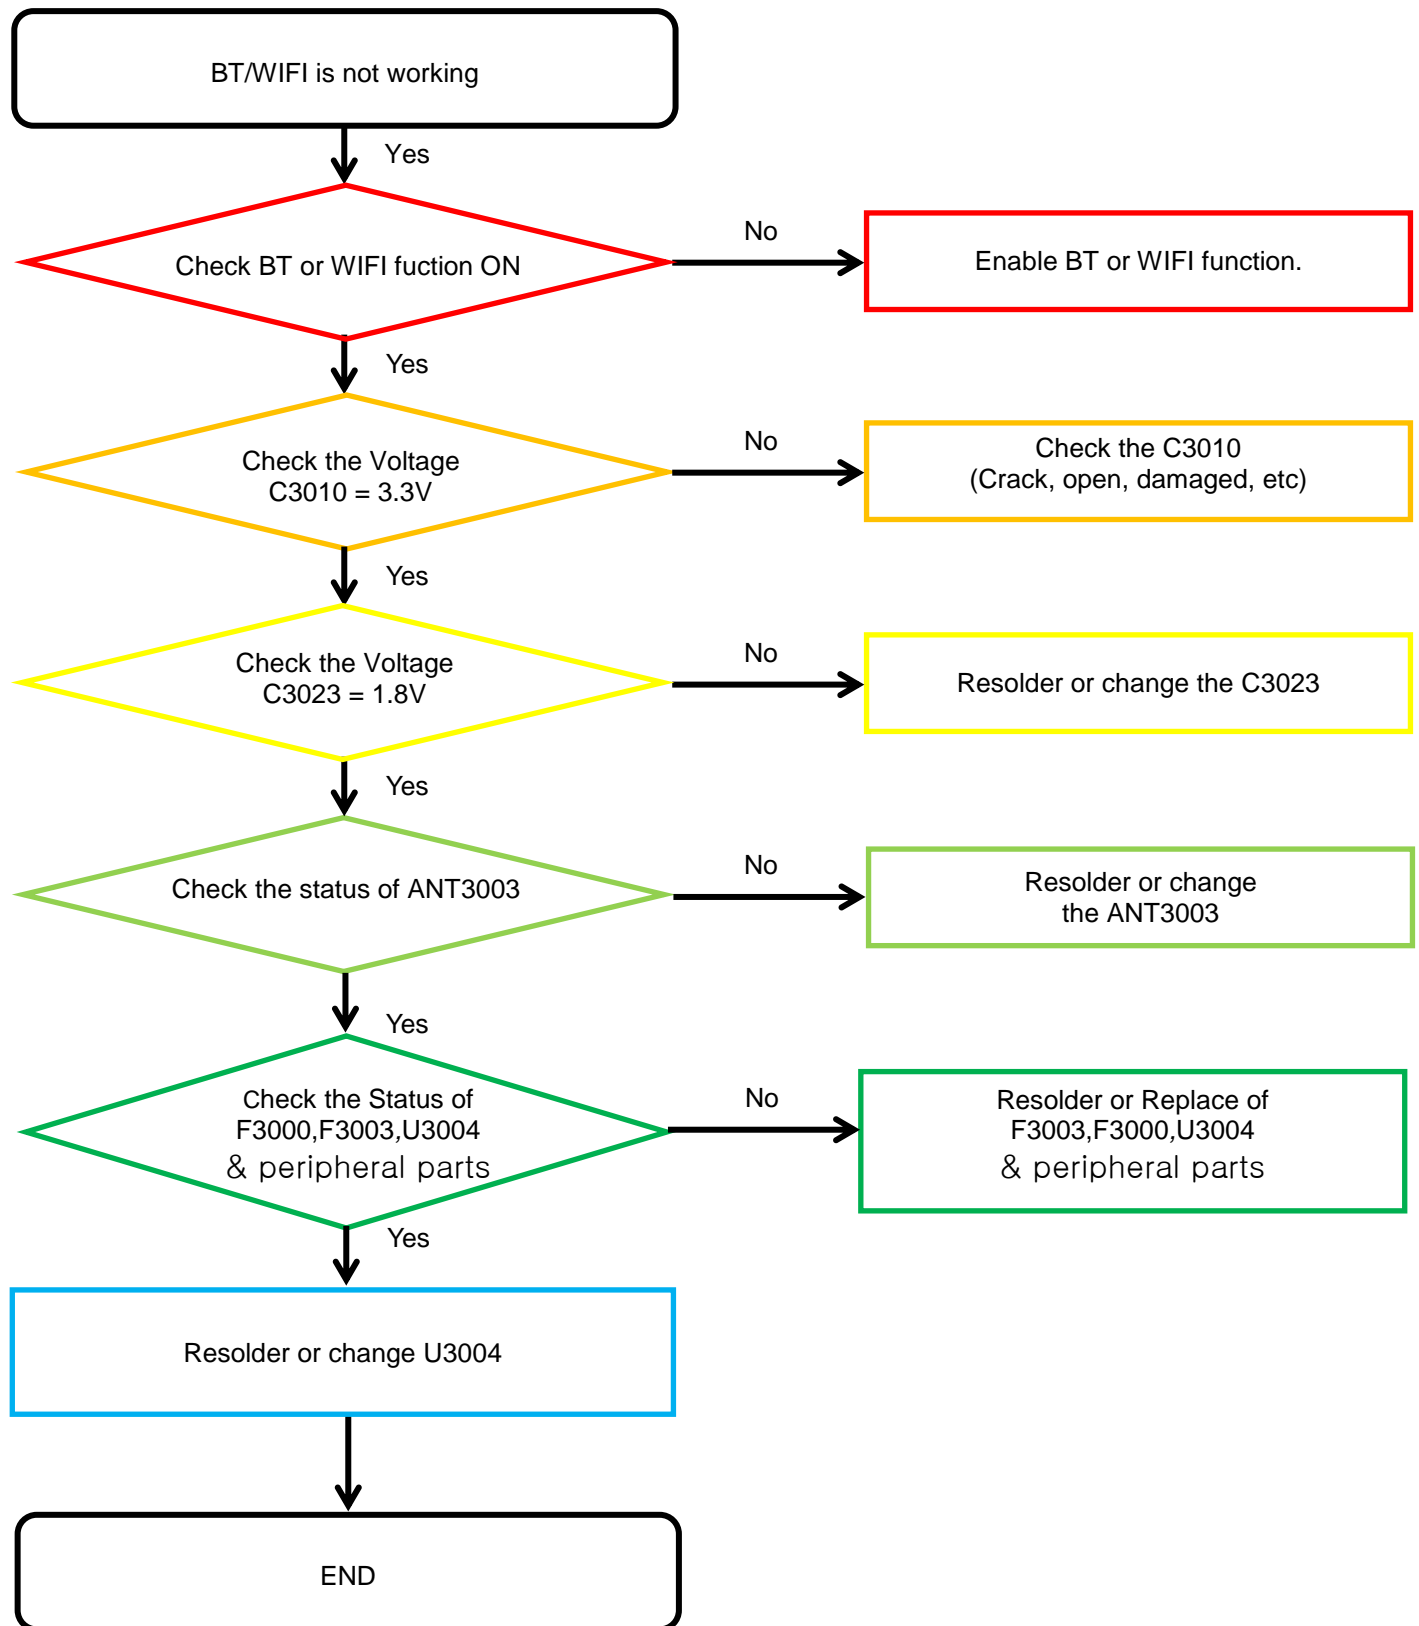 BT/WIFI is not working
Yes
Check BT or WIFI fuction ON
No
Enable BT or WIFI function.
Yes
Check the Voltage
C3010 = 3.3V
No
Check the C3010
(Crack, open, damaged, etc)
Yes
Check the Voltage
C3023 = 1.8V
No
Resolder or change the C3023
Yes
Check the status of ANT3003
No
Resolder or change
the ANT3003
Yes
Check the Status of
F3000,F3003,U3004
& peripheral parts
No
Resolder or Replace of
F3003,F3000,U3004
& peripheral parts
Yes
Resolder or change U3004
END